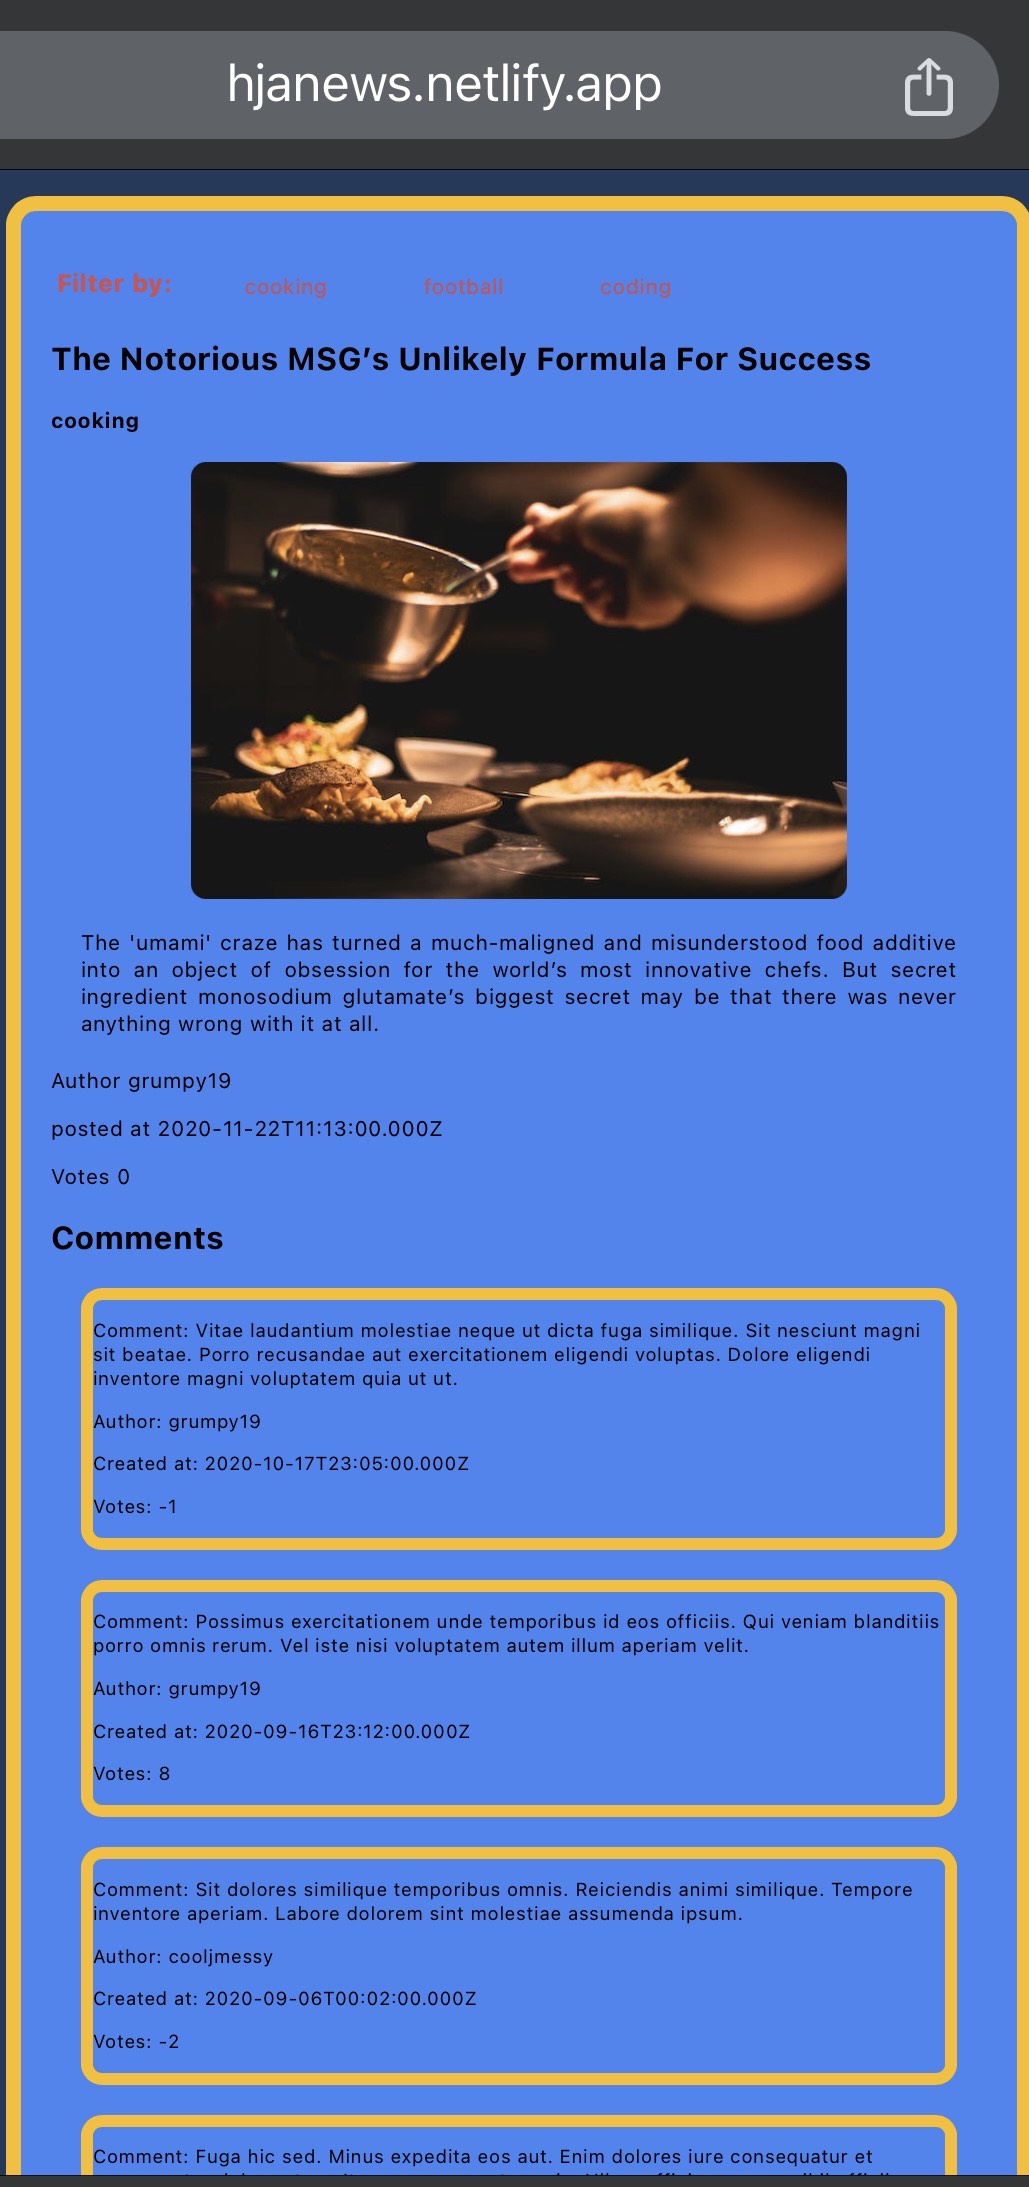 hjanews.netlify.app
Filter by: cooking football coding
The Notorious MSG’s Unlikely Formula For Success
cooking
The 'umami' craze has turned a much-maligned and misunderstood food additive
into an object of obsession for the world’s most innovative chefs. But secret
ingredient monosodium glutamate’s biggest secret may be that there was never
anything wrong with it at all.
Author grumpy19
posted at 2020-11-22T11:13:00.000Z
Votes 0
Comments
Comment: Vitae laudantium molestiae neque ut dicta fuga similique. Sit nesciunt magni
sit beatae. Porro recusandae aut exercitationem eligendi voluptas. Dolore eligendi
inventore magni voluptatem quia ut ut.
Author: grumpy19
Created at: 2020-10-17T23:05:00.000Z
Votes: -1
Comment: Possimus exercitationem unde temporibus id eos officiis. Qui veniam blanditiis
porro omnis rerum. Vel iste nisi voluptatem autem illum aperiam velit.
Author: grumpy19
Created at: 2020-09-16T23:12:00.000Z
Votes: 8
Comment: Sit dolores similique temporibus omnis. Reiciendis animi similique. Tempore
inventore aperiam. Labore dolorem sint molestiae assumenda ipsum.
Author: cooljmessy
Created at: 2020-09-06T00:02:00.000Z
Votes: -2
Comment: Fuga hic sed. Minus expedita eos aut. Enim dolores iure consequatur et